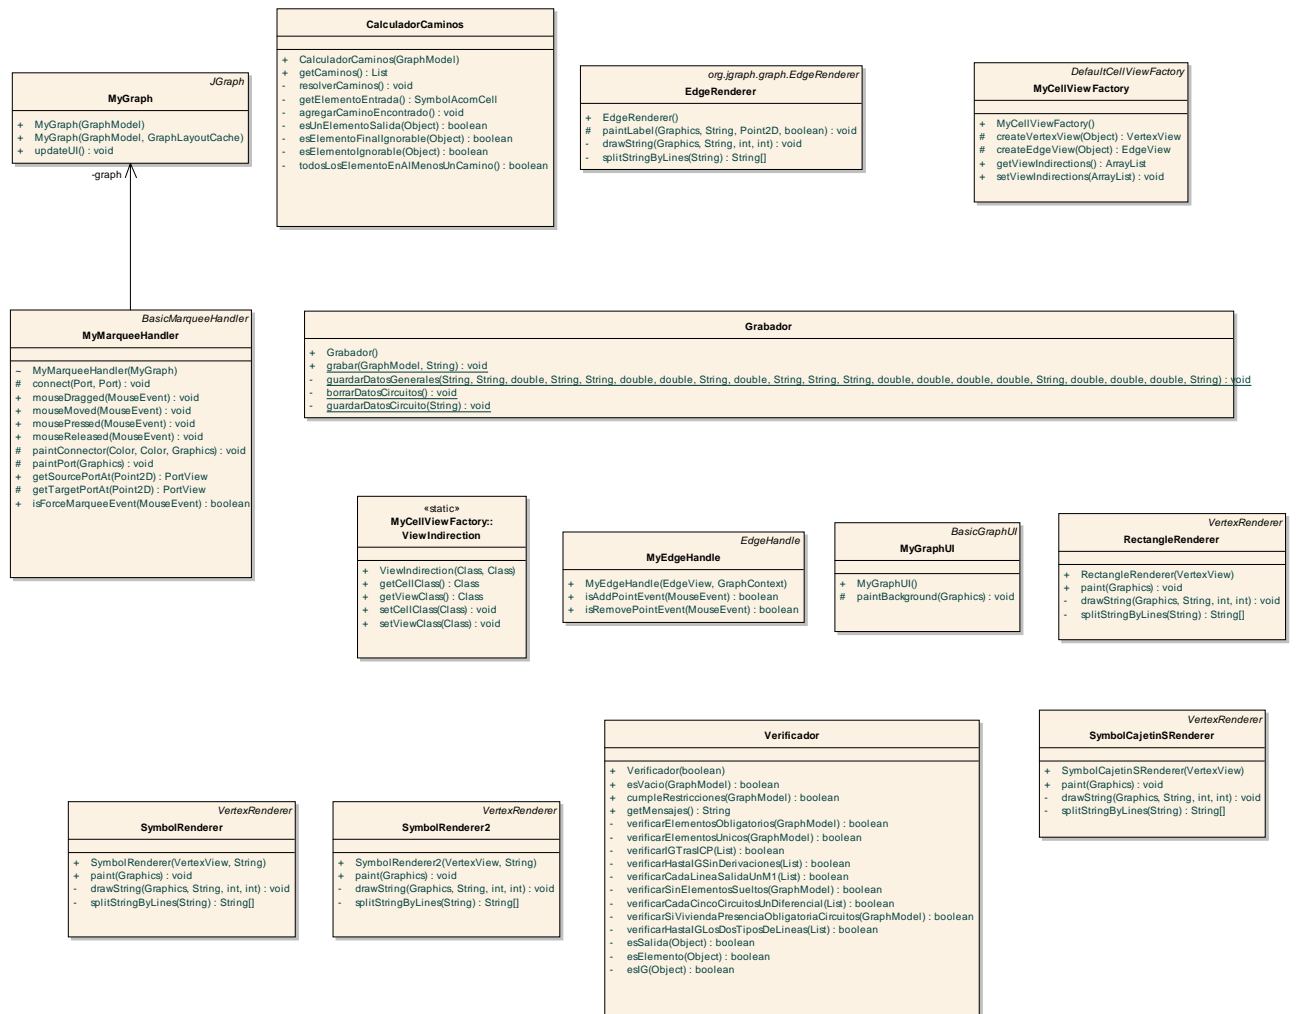 CalculadorCaminos
+ CalculadorCaminos(GraphModel)
+ getCaminos() : List
- resolverCaminos() : void
- getElementoEntrada() : SymbolAcomCell
- agregarCaminoEncontrado() : void
- esUnElementoSalida(Object) : boolean
- esElementoFinalIgnorable(Object) : boolean
- esElementoIgnorable(Object) : boolean
- todosLosElementoEnAlMenosUnCamino() : boolean
JGraph
MyGraph
+ MyGraph(GraphModel)
+ MyGraph(GraphModel, GraphLayoutCache)
+ updateUI() : void
-graph
org.jgraph.graph.EdgeRenderer
EdgeRenderer
+ EdgeRenderer()
# paintLabel(Graphics, String, Point2D, boolean) : void
- drawString(Graphics, String, int, int) : void
- splitStringByLines(String) : String[]
DefaultCellViewFactory
MyCellViewFactory
+ MyCellViewFactory()
# createVertexView(Object) : VertexView
# createEdgeView(Object) : EdgeView
+ getViewIndirections() : ArrayList
+ setViewIndirections(ArrayList) : void
BasicMarqueeHandler
MyMarqueeHandler
~ MyMarqueeHandler(MyGraph)
# connect(Port, Port) : void
+ mouseDragged(MouseEvent) : void
+ mouseMoved(MouseEvent) : void
+ mousePressed(MouseEvent) : void
+ mouseReleased(MouseEvent) : void
# paintConnector(Color, Color, Graphics) : void
# paintPort(Graphics) : void
+ getSourcePortAt(Point2D) : PortView
# getTargetPortAt(Point2D) : PortView
+ isForceMarqueeEvent(MouseEvent) : boolean
Grabador
+ Grabador()
+ grabar(GraphModel, String) : void
- guardarDatosGenerales(String, String, double, String, String, double, double, String, double, String, String, String, double, double, double, double, double, double, String) : void
- borrarDatosCircuitos() : void
- guardarDatosCircuito(String) : void
«static»
MyCellViewFactory::
ViewIndirection
+ ViewIndirection(Class, Class)
+ getCellClass() : Class
+ getViewClass() : Class
+ setCellClass(Class) : void
+ setViewClass(Class) : void
EdgeHandle
MyEdgeHandle
+ MyEdgeHandle(EdgeView, GraphContext)
+ isAddPointEvent(MouseEvent) : boolean
+ isRemovePointEvent(MouseEvent) : boolean
BasicGraphUI
MyGraphUI
+ MyGraphUI()
# paintBackground(Graphics) : void
VertexRenderer
RectangleRenderer
+ RectangleRenderer(VertexView)
+ paint(Graphics) : void
- drawString(Graphics, String, int, int) : void
- splitStringByLines(String) : String[]
VertexRenderer
SymbolRenderer
+ SymbolRenderer(VertexView, String)
+ paint(Graphics) : void
- drawString(Graphics, String, int, int) : void
- splitStringByLines(String) : String[]
VertexRenderer
SymbolRenderer2
+ SymbolRenderer2(VertexView, String)
+ paint(Graphics) : void
- drawString(Graphics, String, int, int) : void
- splitStringByLines(String) : String[]
Verificador
+ Verificador(boolean)
+ esVacio(GraphModel) : boolean
+ cumpleRestricciones(GraphModel) : boolean
+ getMensajes() : String
- verificarElementosObligatorios(GraphModel) : boolean
- verificarElementosUnicos(GraphModel) : boolean
- verificarIGTrasICP(List) : boolean
- verificarHastaIGSinDerivaciones(List) : boolean
- verificarCadaLineaSalidaUnM1(List) : boolean
- verificarSinElementosSueltos(GraphModel) : boolean
- verificarCadaCincoCircuitosUnDiferencial(List) : boolean
- verificarSiViviendaPresenciaObligatoriaCircuitos(GraphModel) : boolean
- verificarHastaIGLosDosTiposDeLineas(List) : boolean
- esSalida(Object) : boolean
- esElemento(Object) : boolean
- esIG(Object) : boolean
VertexRenderer
SymbolCajetinSRenderer
+ SymbolCajetinSRenderer(VertexView)
+ paint(Graphics) : void
- drawString(Graphics, String, int, int) : void
- splitStringByLines(String) : String[]